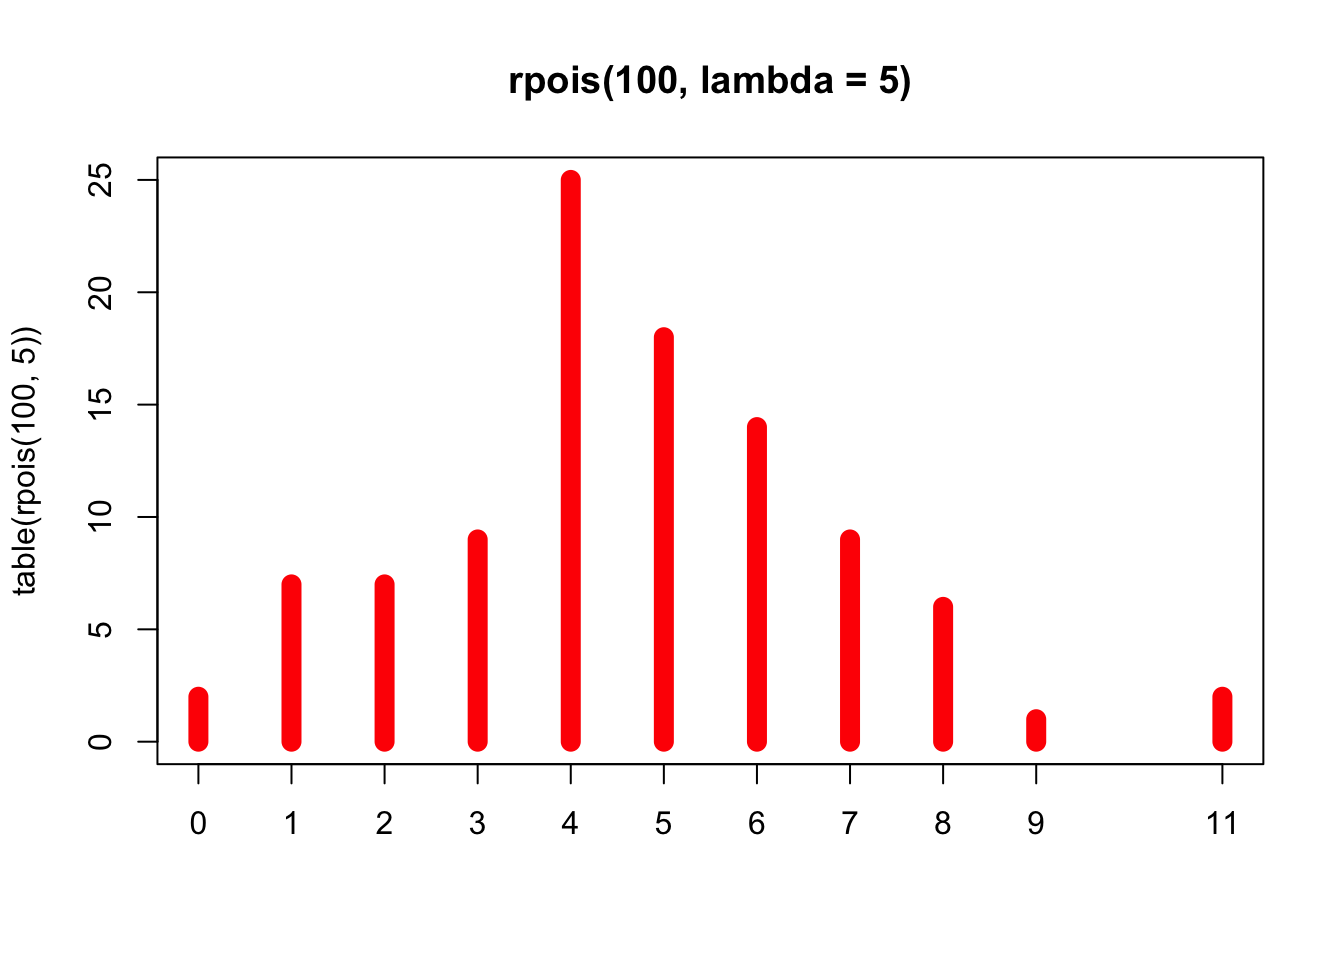 rpois(100, lambda = 5)
table(rpois(100, 5))
25
20
15
10
5
0
0 1 2 3 4 5 6 7 8 9 11